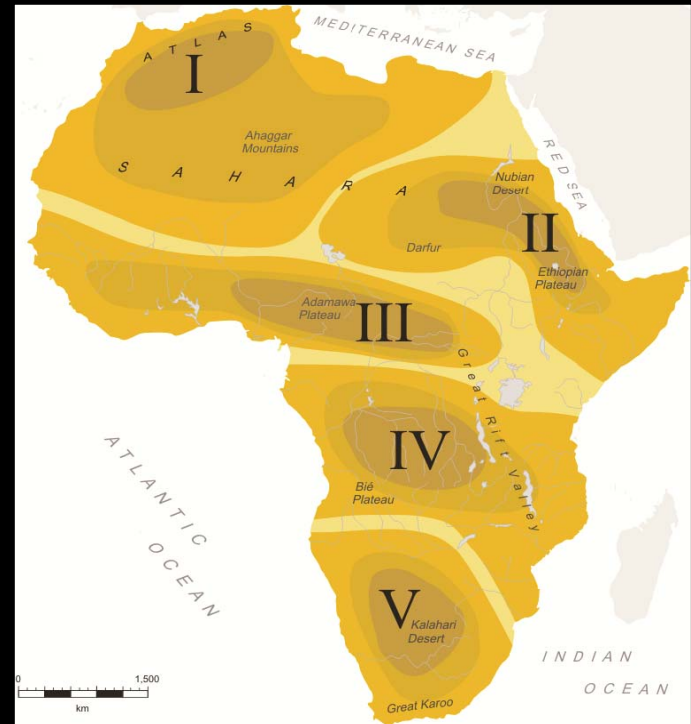 MEDITERRANEAN SEA
ATLAS
I
Ahaggar
Mountains
SAHARA
RED SEA
Nubian
Desert
II
Darfur
Ethiopian
Plateau
Adamawa
Plateau
III
Great Rift Valley
IV
Bié
Plateau
ATLANTIC
OCEAN
V
Kalahari
Desert
INDIAN
OCEAN
0 1,500
km
Great Karoo